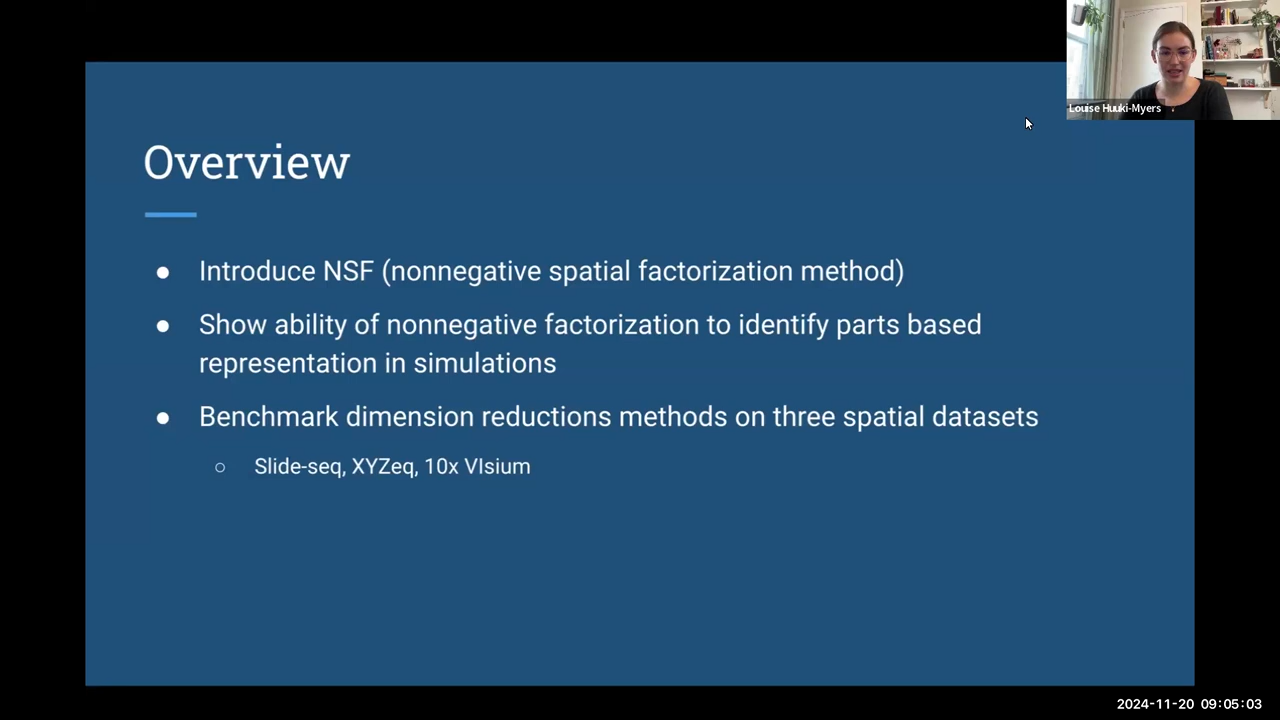 Louise Huuki-Myers
Overview
● Introduce NSF (nonnegative spatial factorization method)
● Show ability of nonnegative factorization to identify parts based
representation in simulations
● Benchmark dimension reductions methods on three spatial datasets
○ Slide-seq, XYZeq, 10x VIsium
2024-11-20 09:05:03